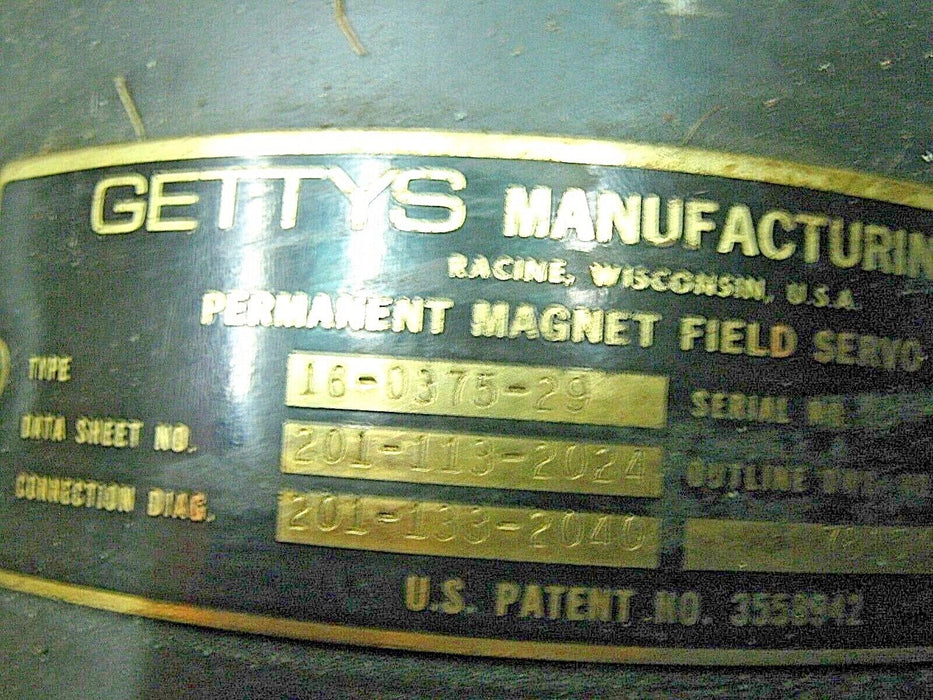 GETTYS MANUFACTURIN
RACINE, WISCONSIN, U.S.A.
PERMANENT MAGNET FIELD SERVO
TYPE 16-0375-29 SERIAL NO.
DATA SHEET NO. 201-113-2024 OUTLINE
CONNECTION DIAG. 201-133-2040
U.S. PATENT NO. 3558942